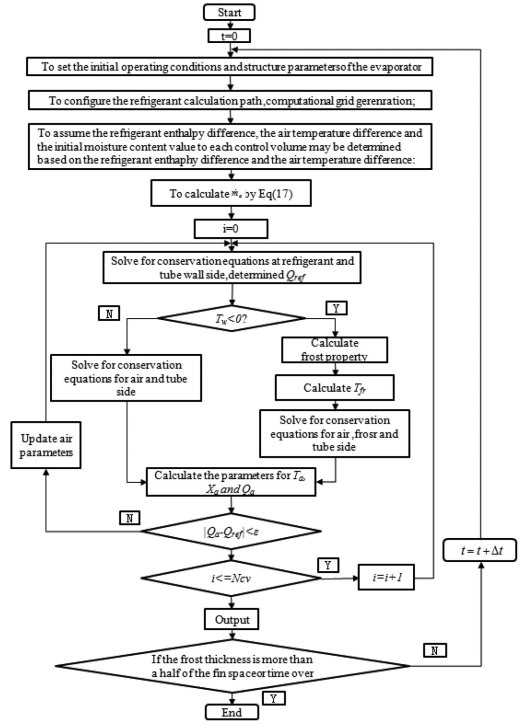 Start
t=0
To set the initial operating conditions and structure parameters of the evaporator
To configure the refrigerant calculation path, computational grid gerenration;
To assume the refrigerant enthalpy difference, the air temperature difference and
the initial moisture content value to each control volume may be determined
based on the refrigerant enthaphy difference and the air temperature difference:
To calculate by Eq(17)
i=0
Solve for conservation equations at refrigerant and
tube wall side, determined Qref
N
Tw<0?
Y
Calculate
frost property
Solve for conservation
equations for air and tube
side
Calculate Tfr
Solve for conservation
equations for air, frosr and
tube side
Update air
parameters
Calculate the parameters for Ta,
Xa and Qa
N
|Qa-Qref|<ε
Y
i<=Ncv
i=i+1
t = t + Δt
Output
If the frost thickness is more than
a half of the fin space or time over
N
Y
End